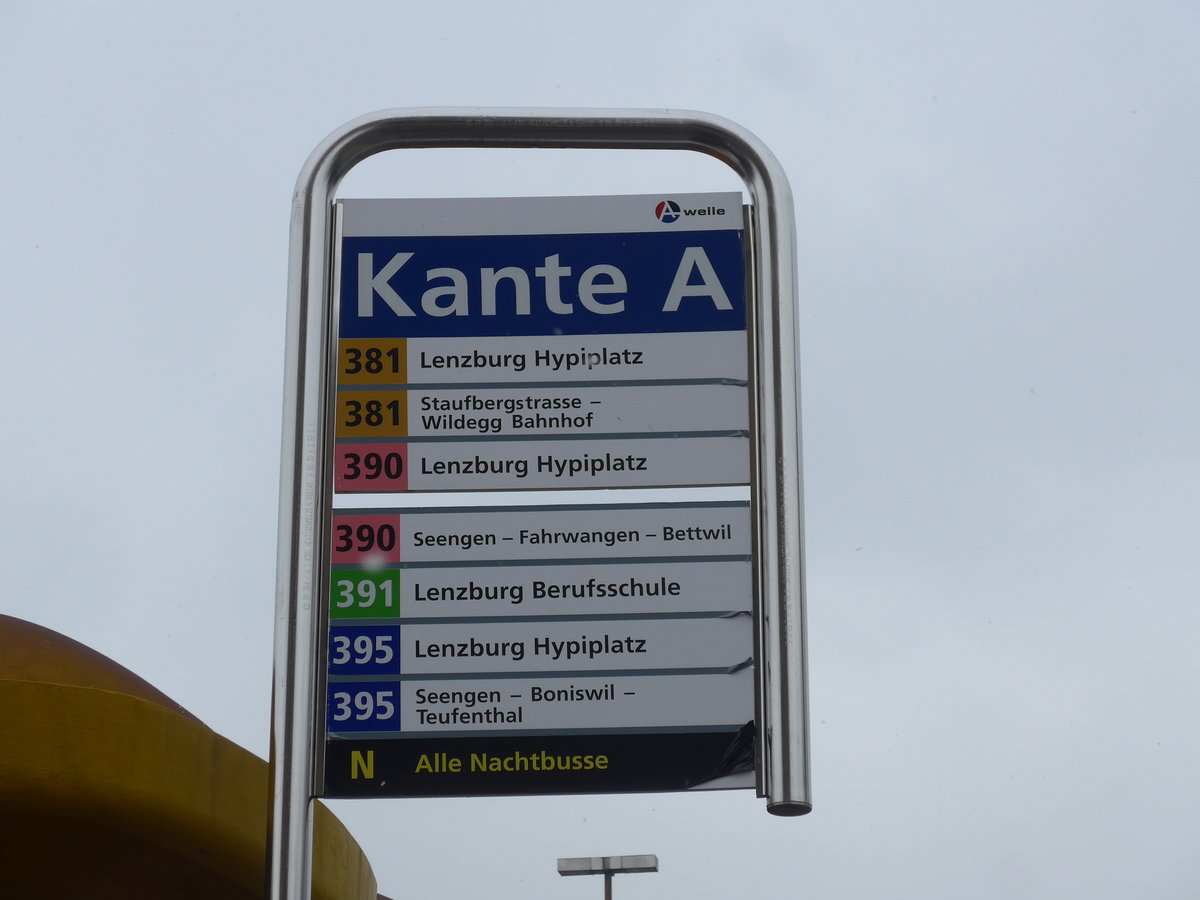 A-welle
Kante A
381 Lenzburg Hypiplatz
381 Staufbergstrasse –
Wildegg Bahnhof
390 Lenzburg Hypiplatz
390 Seengen – Fahrwangen – Bettwil
391 Lenzburg Berufsschule
395 Lenzburg Hypiplatz
395 Seengen – Boniswil –
Teufenthal
N Alle Nachtbusse